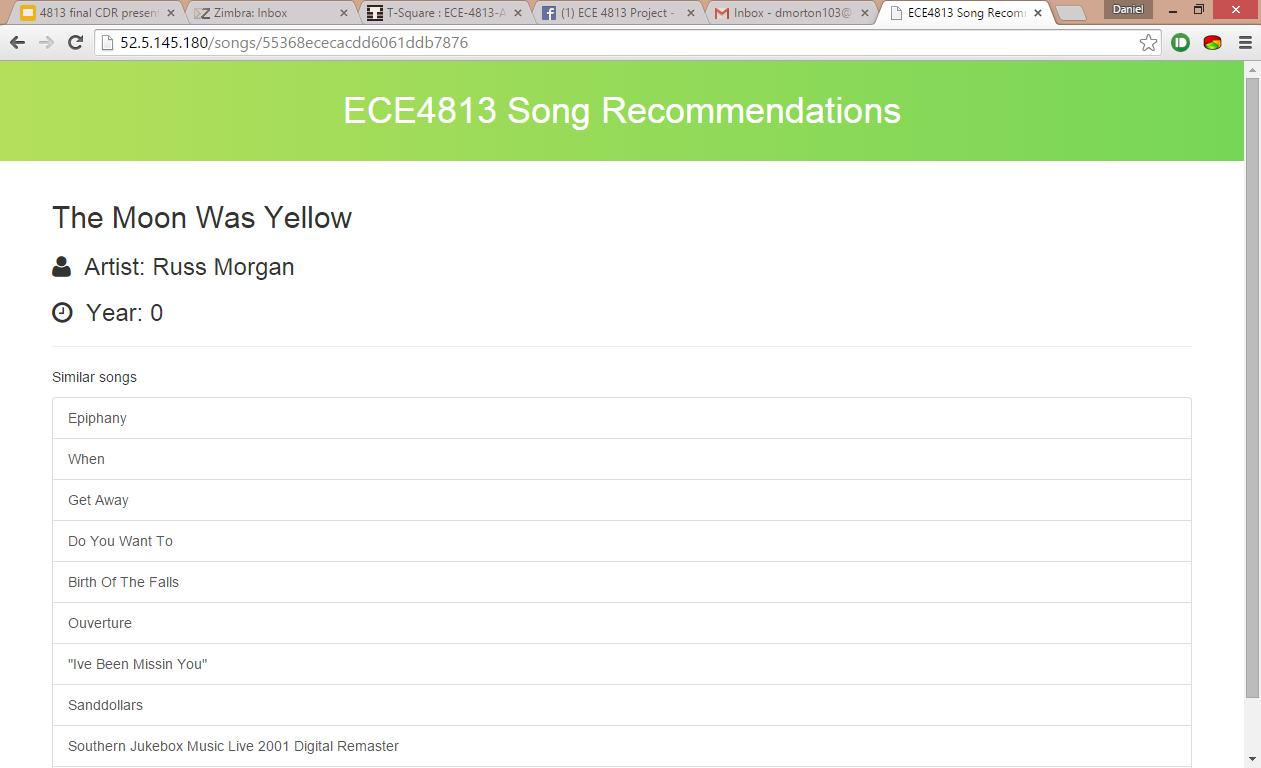 4813 final CDR present
Zimbra: Inbox
T-Square : ECE-4813-A
(1) ECE 4813 Project -
Inbox - dmorton103@
ECE4813 Song Recom
Daniel
52.5.145.180/songs/55368ececacdd6061ddb7876
ECE4813 Song Recommendations
The Moon Was Yellow
Artist: Russ Morgan
Year: 0
Similar songs
Epiphany
When
Get Away
Do You Want To
Birth Of The Falls
Ouverture
"Ive Been Missin You"
Sanddollars
Southern Jukebox Music Live 2001 Digital Remaster